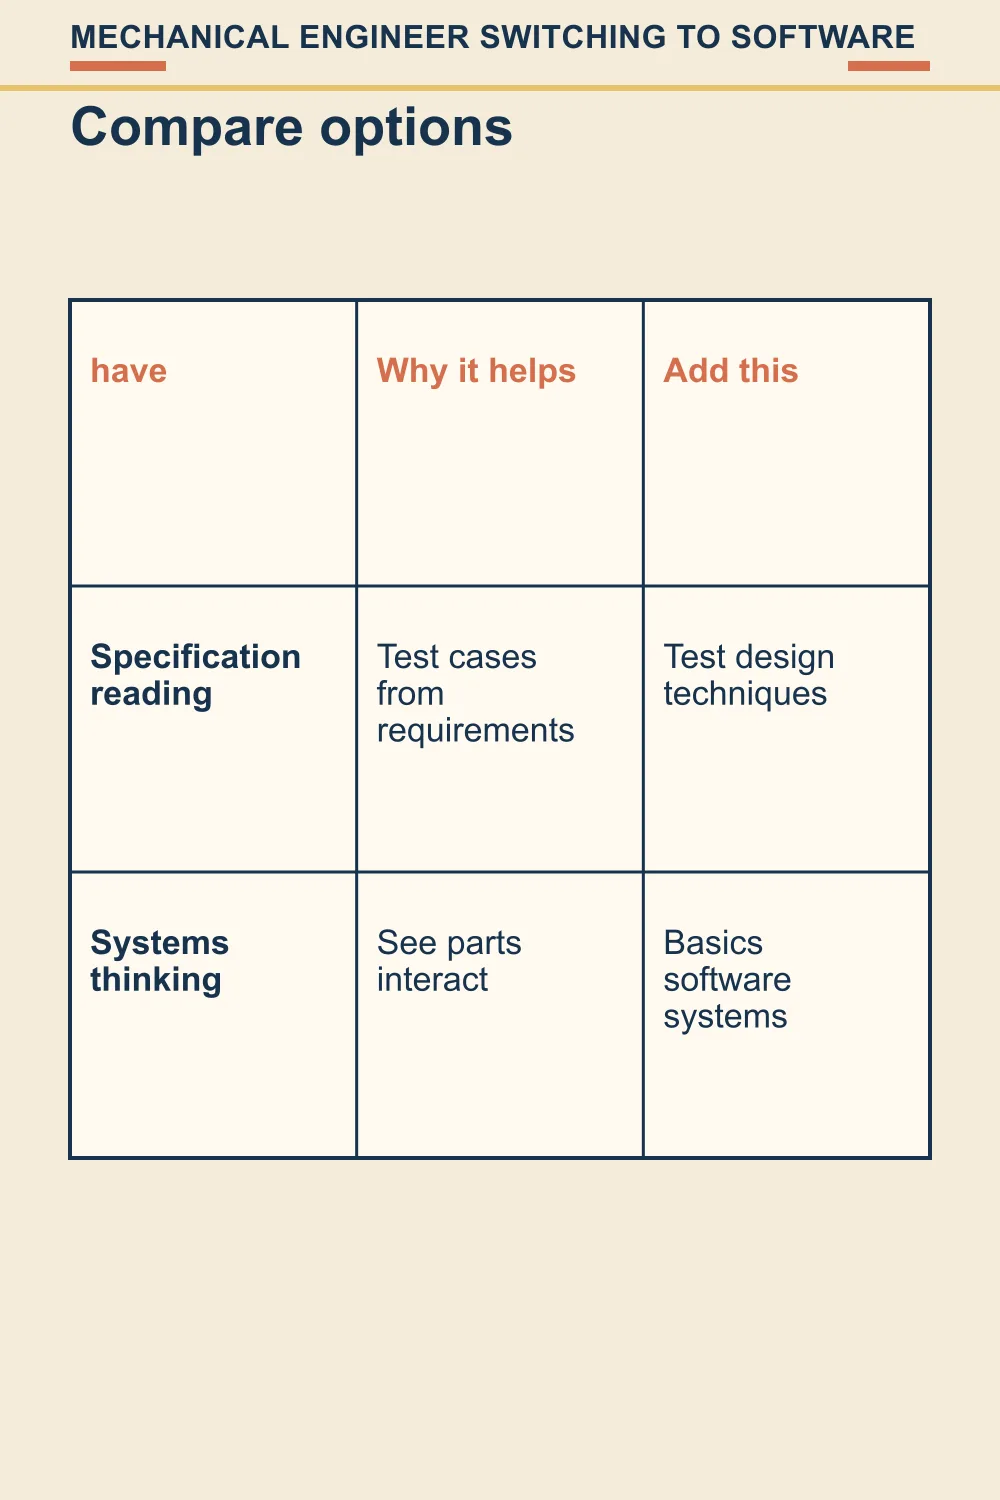 MECHANICAL ENGINEER SWITCHING TO SOFTWARE
Compare options
have
Why it helps
Add this
Specification
reading
Test cases
from
requirements
Test design
techniques
Systems
thinking
See parts
interact
Basics
software
systems